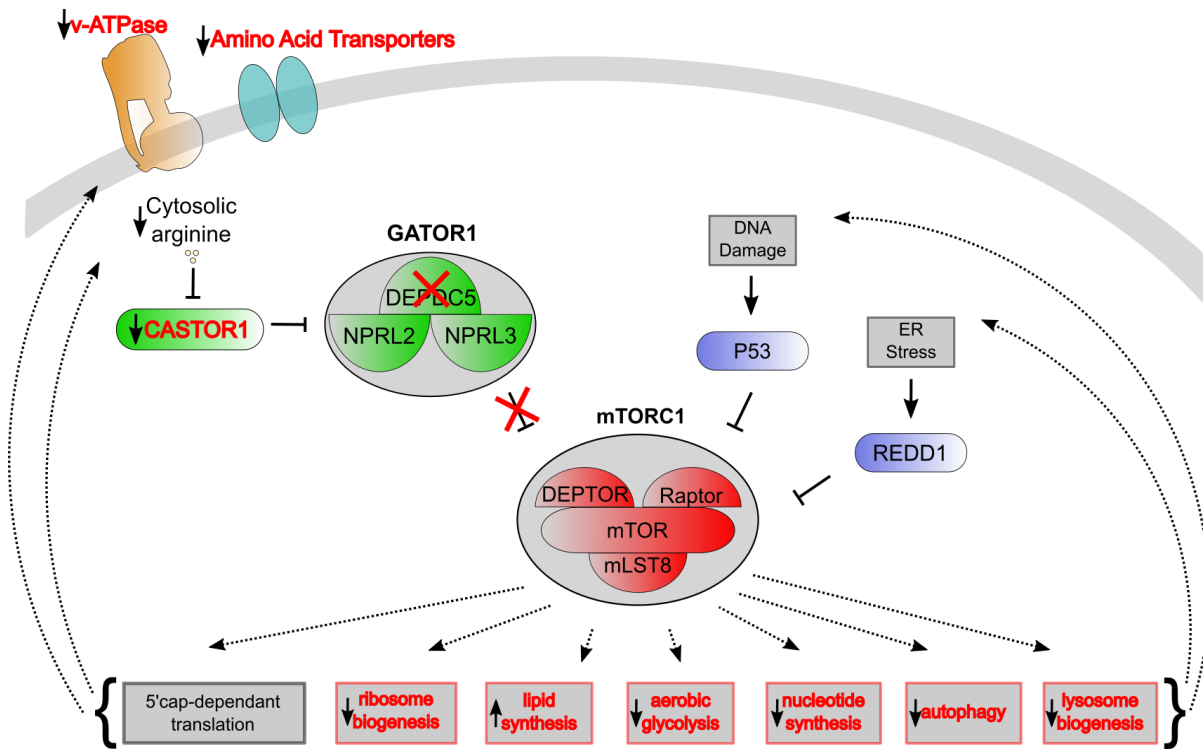 v-ATPase
Amino Acid Transporters
Cytosolic
arginine
CASTOR1
GATOR1
DEPDC5
NPRL2
NPRL3
DNA
Damage
P53
ER
Stress
REDD1
mTORC1
DEPTOR
Raptor
mTOR
mLST8
{
5'cap-dependant
translation
ribosome
biogenesis
lipid
synthesis
aerobic
glycolysis
nucleotide
synthesis
autophagy
lysosome
biogenesis
}